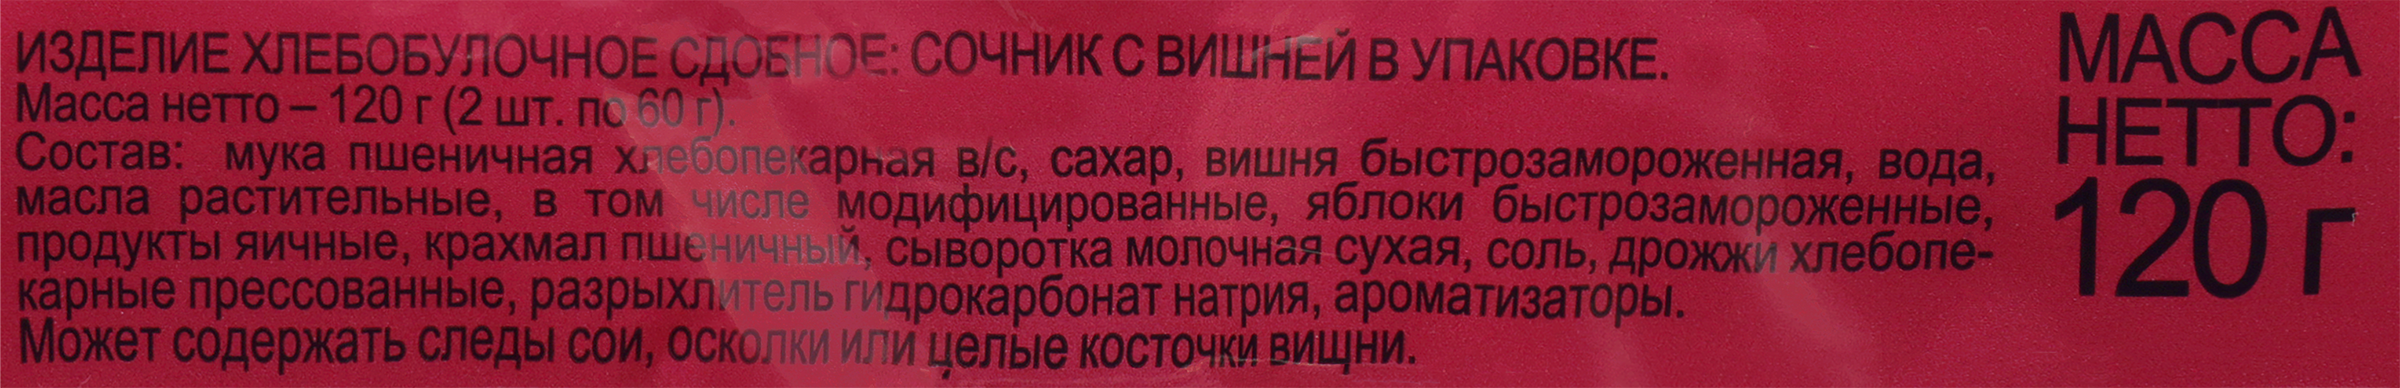 ИЗДЕЛИЕ ХЛЕБОБУЛОЧНОЕ СДОБНОЕ: СОЧНИК С ВИШНЕЙ В УПАКОВКЕ.
Масса нетто – 120 г (2 шт. по 60 г).
Состав: мука пшеничная хлебопекарная в/с, сахар, вишня быстрозамороженная, вода,
масла растительные, в том числе модифицированные, яблоки быстрозамороженные,
продукты яичные, крахмал пшеничный, сыворотка молочная сухая, соль, дрожжи хлебопе-
карные прессованные, разрыхлитель гидрокарбонат натрия, ароматизаторы.
Может содержать следы сои, осколки или целые косточки вищни.
МАССА
НЕТТО:
120 г